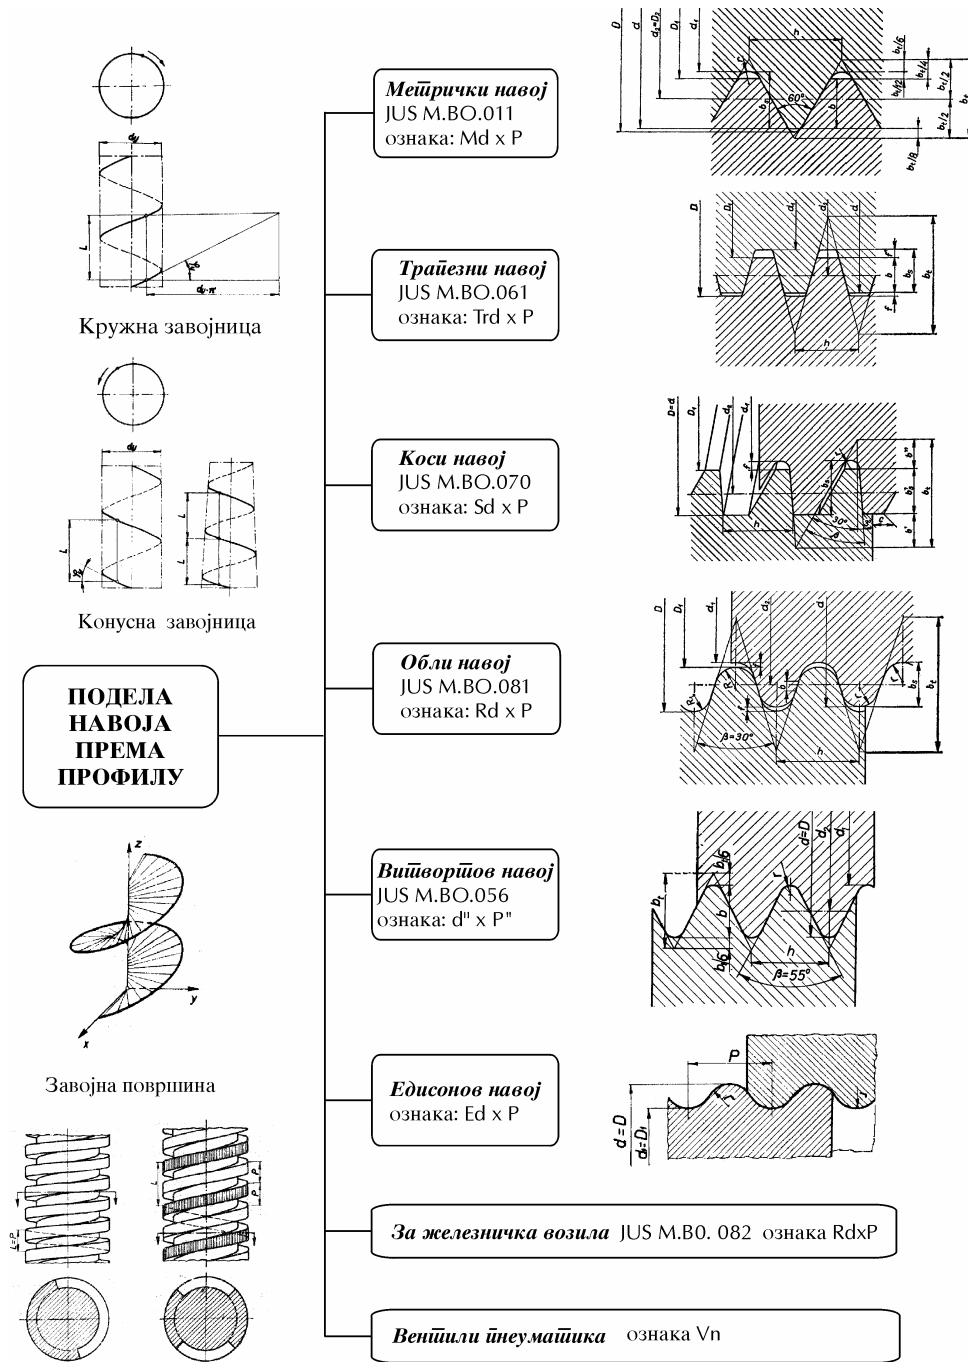 Метрички навој
JUS M.BO.011
ознака: Md x P
Трапезни навој
JUS M.BO.061
ознака: Trd x P
Кружна завојница
Коси навој
JUS M.BO.070
ознака: Sd x P
Конусна завојница
Обли навој
JUS M.BO.081
ознака: Rd x P
ПОДЕЛА
НАВОЈА
ПРЕМА
ПРОФИЛУ
Витвортов навој
JUS M.BO.056
ознака: d" x P"
Завојна површина
Едисонов навој
ознака: Ed x P
За железничка возила JUS M.B0. 082 ознака RdxP
Вентили пнеуматика ознака Vn
60°
30°
β=30°
β=55°
d=D
h
P
d=D
L=P
z
y
x